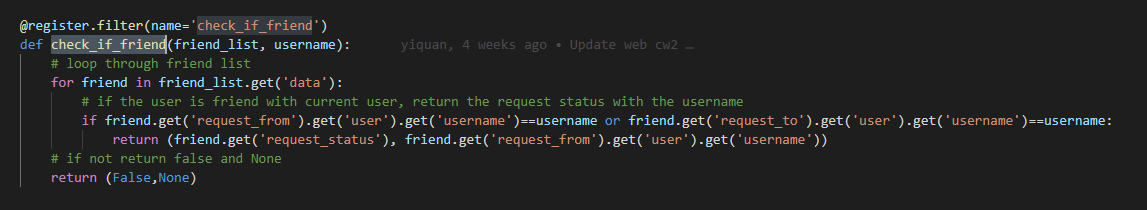 @register.filter(name='check_if_friend')
def check_if_friend(friend_list, username): yiquan, 4 weeks ago • Update web cw2 …
# loop through friend list
for friend in friend_list.get('data'):
# if the user is friend with current user, return the request status with the username
if friend.get('request_from').get('user').get('username')==username or friend.get('request_to').get('user').get('username')==username:
return (friend.get('request_status'), friend.get('request_from').get('user').get('username'))
# if not return false and None
return (False,None)